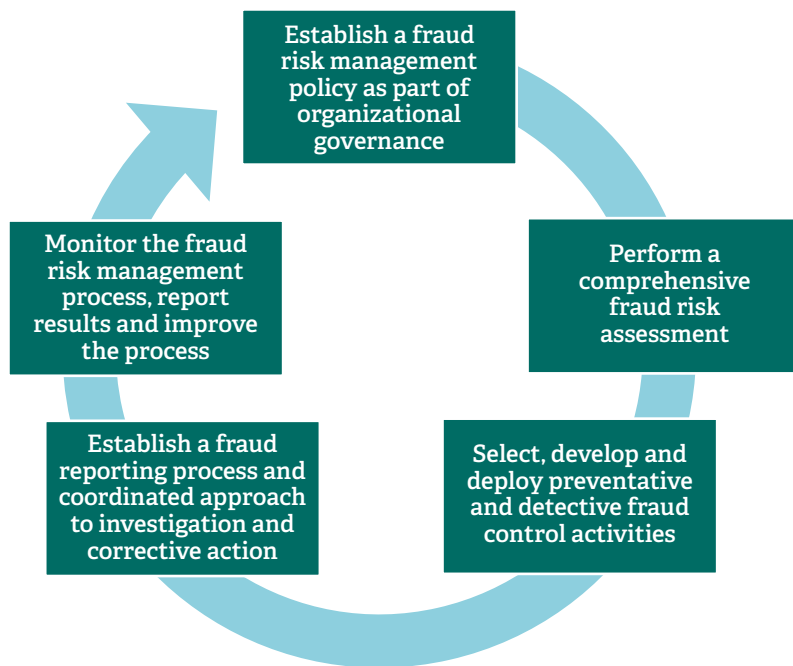 Establish a fraud
risk management
policy as part of
organizational
governance
Perform a
comprehensive
fraud risk
assessment
Select, develop and
deploy preventative
and detective fraud
control activities
Establish a fraud
reporting process and
coordinated approach
to investigation and
corrective action
Monitor the fraud
risk management
process, report
results and improve
the process